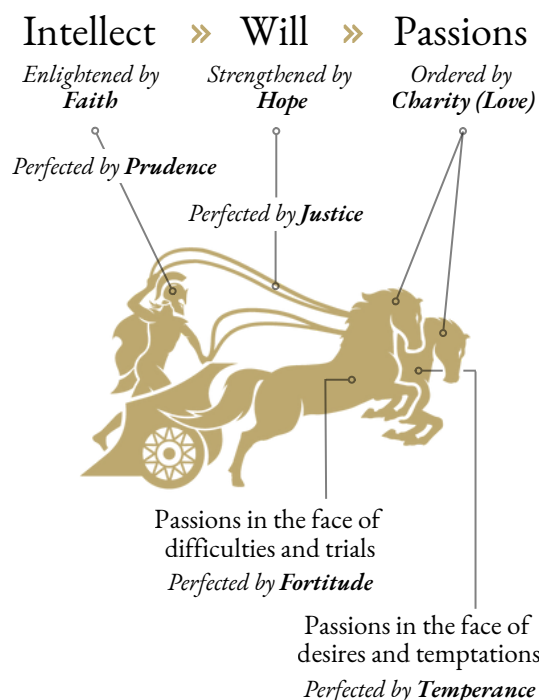 Intellect » Will » Passions
Enlightened by
Faith
Strengthened by
Hope
Ordered by
Charity (Love)
Perfected by Prudence
Perfected by Justice
Passions in the face of
difficulties and trials
Perfected by Fortitude
Passions in the face of
desires and temptations
Perfected by Temperance